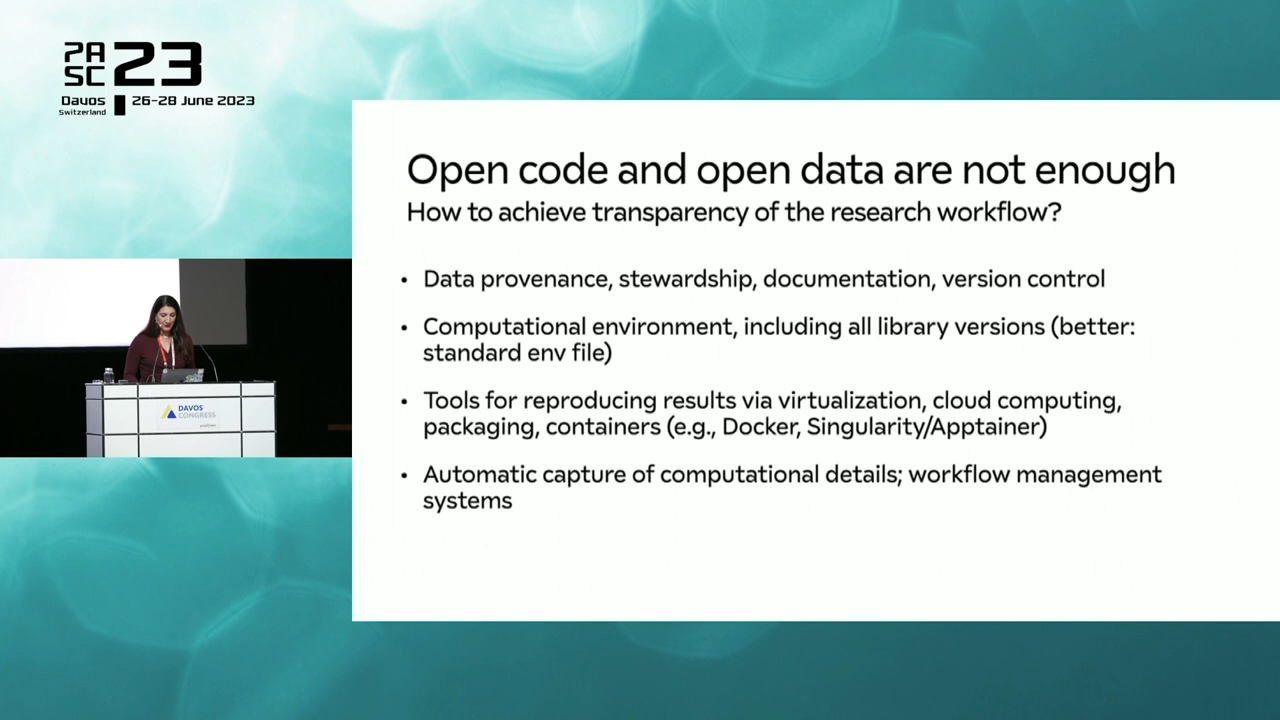 PASC 23
Davos
Switzerland
26-28 June 2023
Open code and open data are not enough
How to achieve transparency of the research workflow?
• Data provenance, stewardship, documentation, version control
• Computational environment, including all library versions (better:
standard env file)
• Tools for reproducing results via virtualization, cloud computing,
packaging, containers (e.g., Docker, Singularity/Apptainer)
• Automatic capture of computational details; workflow management
systems
DAVOS
CONGRESS